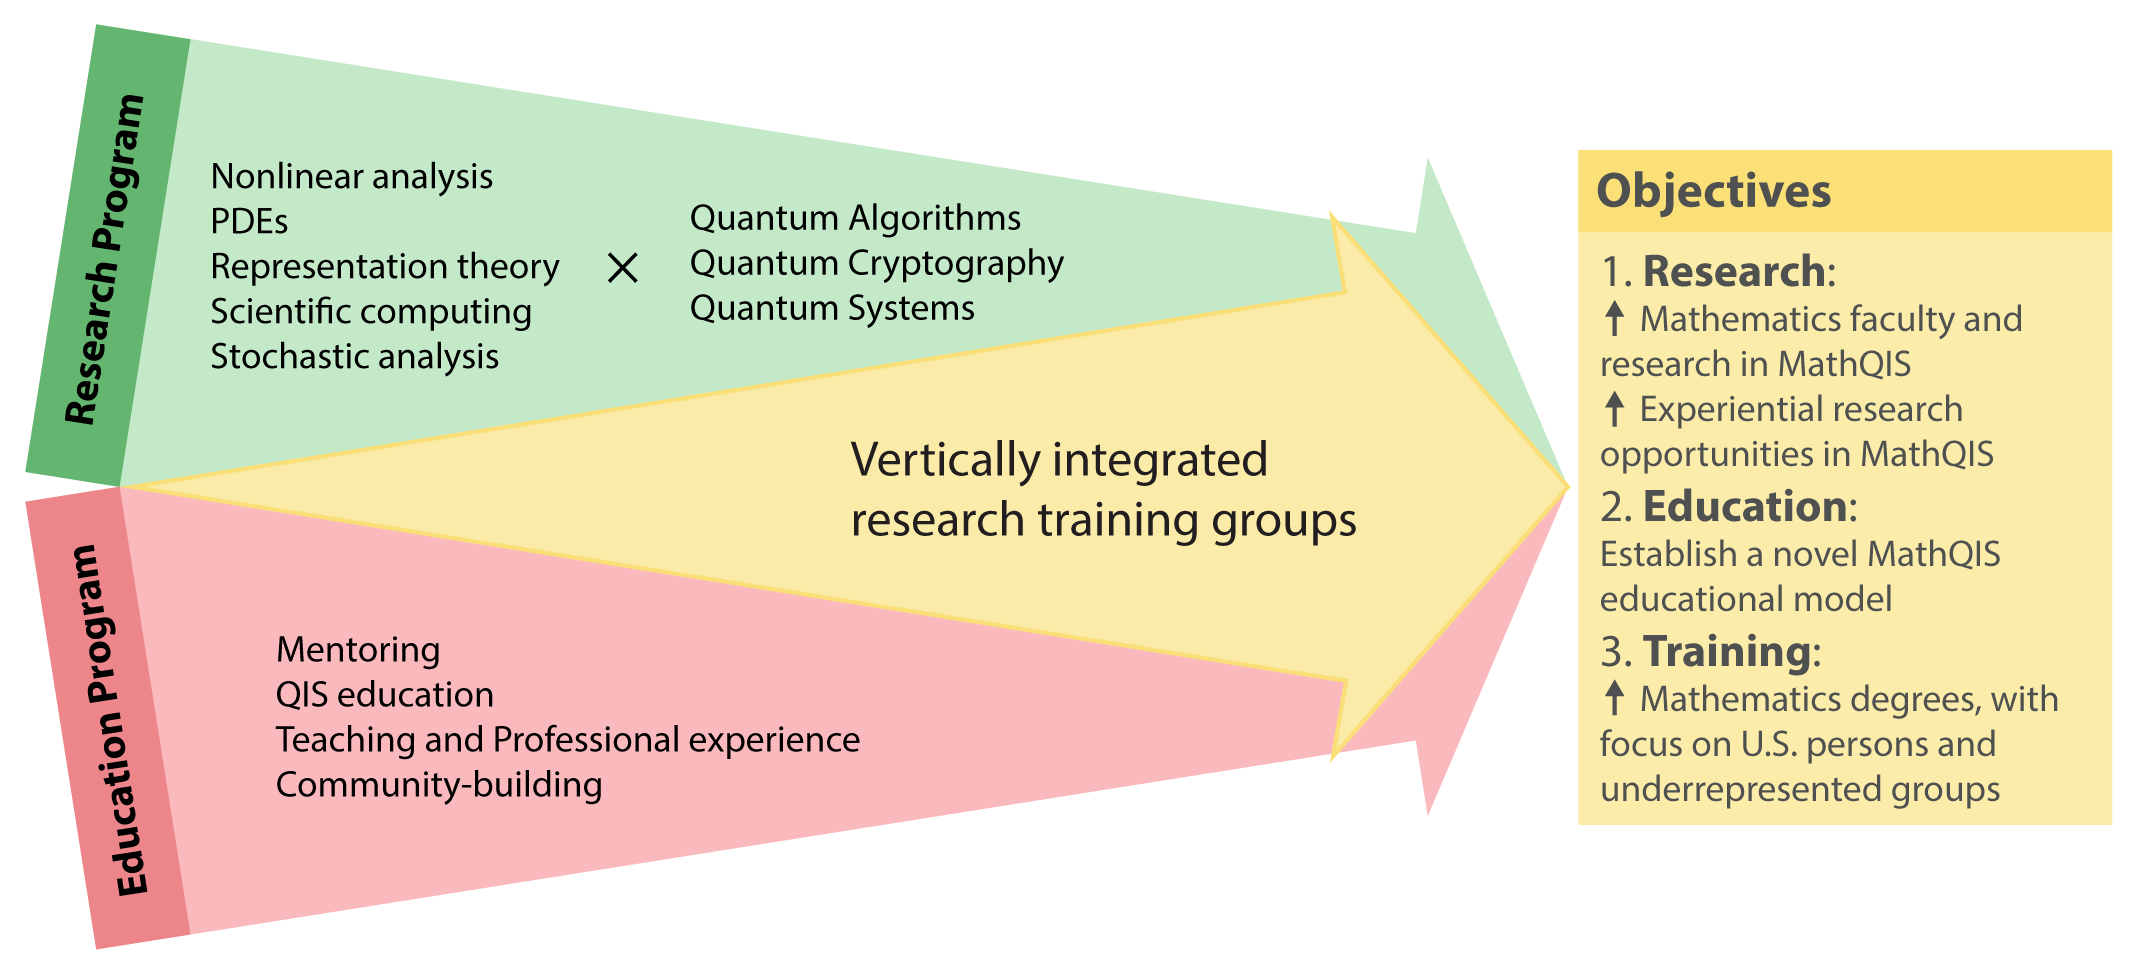 Research Program
Nonlinear analysis
PDEs
Representation theory
Scientific computing
Stochastic analysis
×
Quantum Algorithms
Quantum Cryptography
Quantum Systems
Vertically integrated
research training groups
Education Program
Mentoring
QIS education
Teaching and Professional experience
Community-building
Objectives
1. Research:
↑ Mathematics faculty and
research in MathQIS
↑ Experiential research
opportunities in MathQIS
2. Education:
Establish a novel MathQIS
educational model
3. Training:
↑ Mathematics degrees, with
focus on U.S. persons and
underrepresented groups